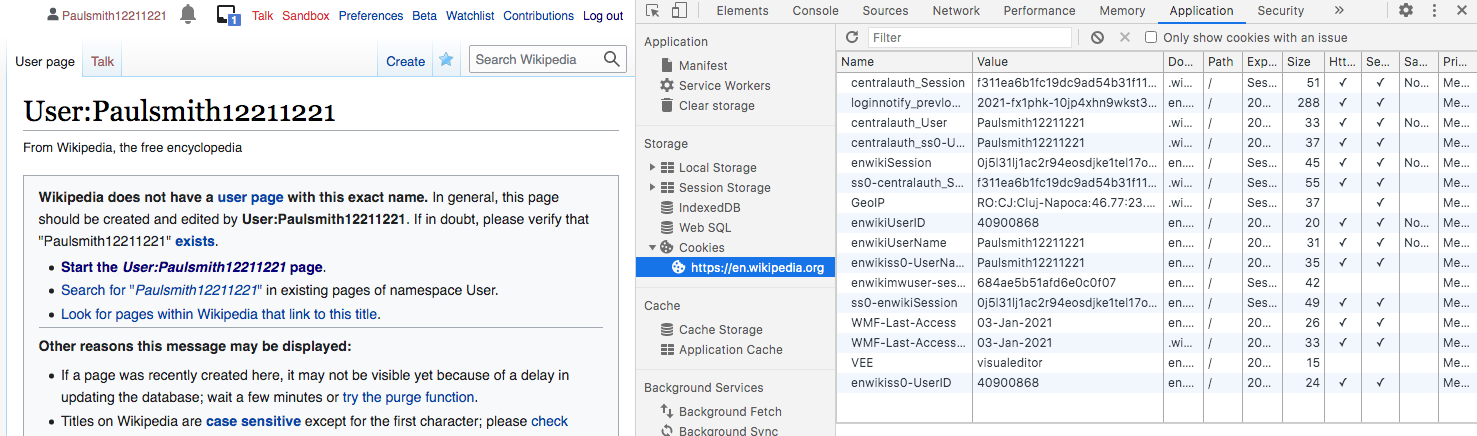 Paulsmith12211221 1 Talk Sandbox Preferences Beta Watchlist Contributions Log out
User page Talk Create Search Wikipedia
User:Paulsmith12211221
From Wikipedia, the free encyclopedia
Wikipedia does not have a user page with this exact name. In general, this page
should be created and edited by User:Paulsmith12211221. If in doubt, please verify that
"Paulsmith12211221" exists.
• Start the User:Paulsmith12211221 page.
• Search for "Paulsmith12211221" in existing pages of namespace User.
• Look for pages within Wikipedia that link to this title.
Other reasons this message may be displayed:
• If a page was recently created here, it may not be visible yet because of a delay in
updating the database; wait a few minutes or try the purge function.
• Titles on Wikipedia are case sensitive except for the first character; please check
Elements Console Sources Network Performance Memory Application Security »
Application
Manifest
Service Workers
Clear storage
Storage
Local Storage
Session Storage
IndexedDB
Web SQL
Cookies
https://en.wikipedia.org
Cache
Cache Storage
Application Cache
Background Services
Background Fetch
Background Sync
Filter Only show cookies with an issue
Name Value Do... Path Exp... Size Htt... Se... Sa... Pri...
centralauth_Session f311ea6b1fc19dc9ad54b31f11... .wi... / Ses... 51 ✓ ✓ No... Me...
loginnotify_prevlo... 2021-fx1phk-10jp4xhn9wkst3... en.... / 20... 288 ✓ ✓ Me...
centralauth_User Paulsmith12211221 .wi... / 20... 33 ✓ ✓ No... Me...
centralauth_ss0-U... Paulsmith12211221 .wi... / 20... 37 ✓ ✓ Me...
enwikiSession 0j5l31lj1ac2r94eosdjke1tel17o... en.... / Ses... 45 ✓ ✓ No... Me...
ss0-centralauth_S... f311ea6b1fc19dc9ad54b31f11... .wi... / Ses... 55 ✓ ✓ Me...
GeoIP RO:CJ:Cluj-Napoca:46.77:23.... .wi... / Ses... 37 ✓ Me...
enwikiUserID 40900868 en.... / 20... 20 ✓ ✓ No... Me...
enwikiUserName Paulsmith12211221 en.... / 20... 31 ✓ ✓ No... Me...
enwikiss0-UserNa... Paulsmith12211221 en.... / 20... 35 ✓ ✓ Me...
enwikimwuser-ses... 684ae5b51afd6e0c0f07 en.... / Ses... 42 Me...
ss0-enwikiSession 0j5l31lj1ac2r94eosdjke1tel17o... en.... / Ses... 49 ✓ ✓ Me...
WMF-Last-Access 03-Jan-2021 en.... / 20... 26 ✓ ✓ Me...
WMF-Last-Access... 03-Jan-2021 .wi... / 20... 33 ✓ ✓ Me...
VEE visualeditor en.... / 20... 15 Me...
enwikiss0-UserID 40900868 en.... / 20... 24 ✓ ✓ Me...